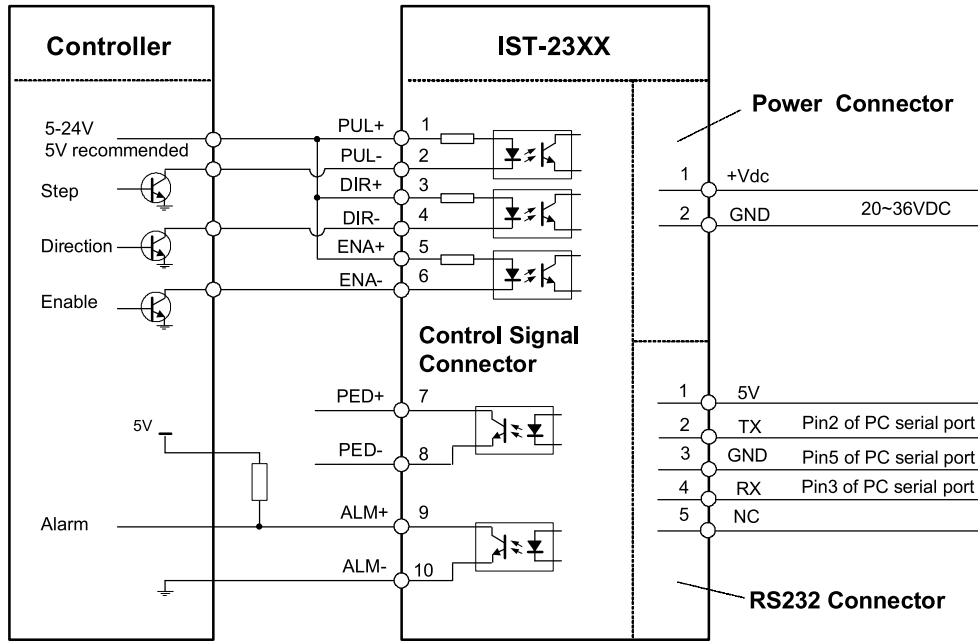 Controller
IST-23XX
5-24V
5V recommended
Step
Direction
Enable
5V
Alarm
PUL+ 1
PUL- 2
DIR+ 3
DIR- 4
ENA+ 5
ENA- 6
Control Signal
Connector
PED+ 7
PED- 8
ALM+ 9
ALM- 10
Power Connector
1 +Vdc
2 GND
20~36VDC
1 5V
2 TX Pin2 of PC serial port
3 GND Pin5 of PC serial port
4 RX Pin3 of PC serial port
5 NC
RS232 Connector